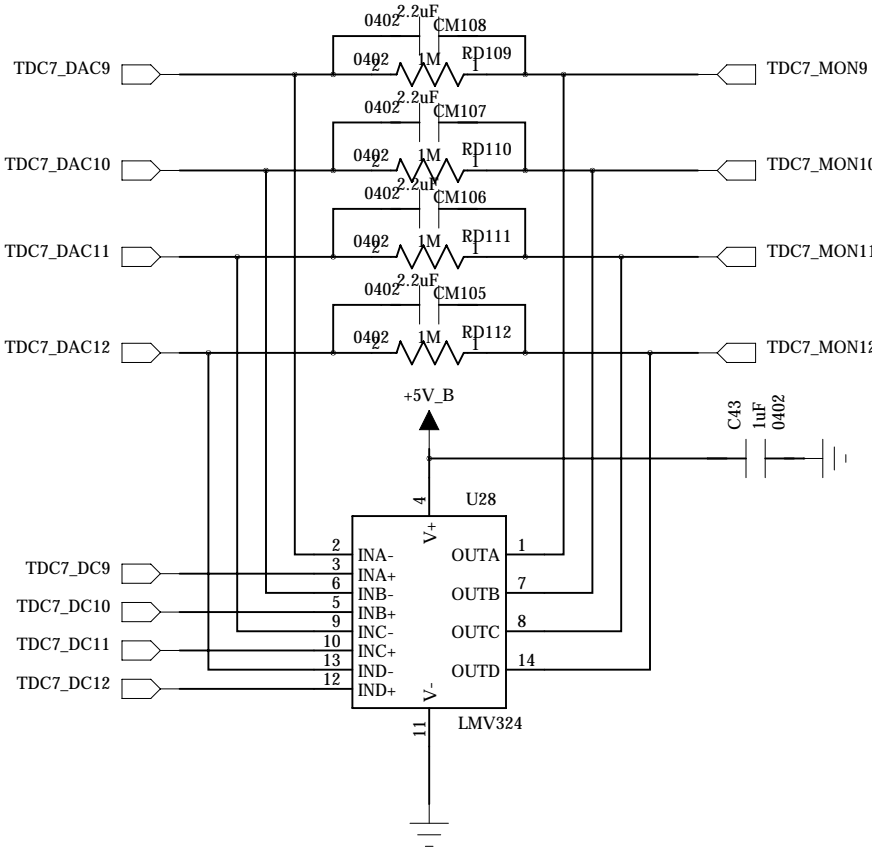 2.2uF
0402
CM108
0402
2
1M
RD109
1
TDC7_DAC9
TDC7_MON9
2.2uF
0402
CM107
0402
2
1M
RD110
1
TDC7_DAC10
TDC7_MON10
2.2uF
0402
CM106
0402
2
1M
RD111
1
TDC7_DAC11
TDC7_MON11
2.2uF
0402
CM105
0402
2
1M
RD112
1
TDC7_DAC12
TDC7_MON12
+5V_B
C43
1uF
0402
4
U28
V+
2
INA-
OUTA
1
TDC7_DC9
3
INA+
6
INB-
OUTB
7
TDC7_DC10
5
INB+
9
INC-
OUTC
8
TDC7_DC11
10
INC+
13
IND-
OUTD
14
TDC7_DC12
12
IND+
V-
11
LMV324